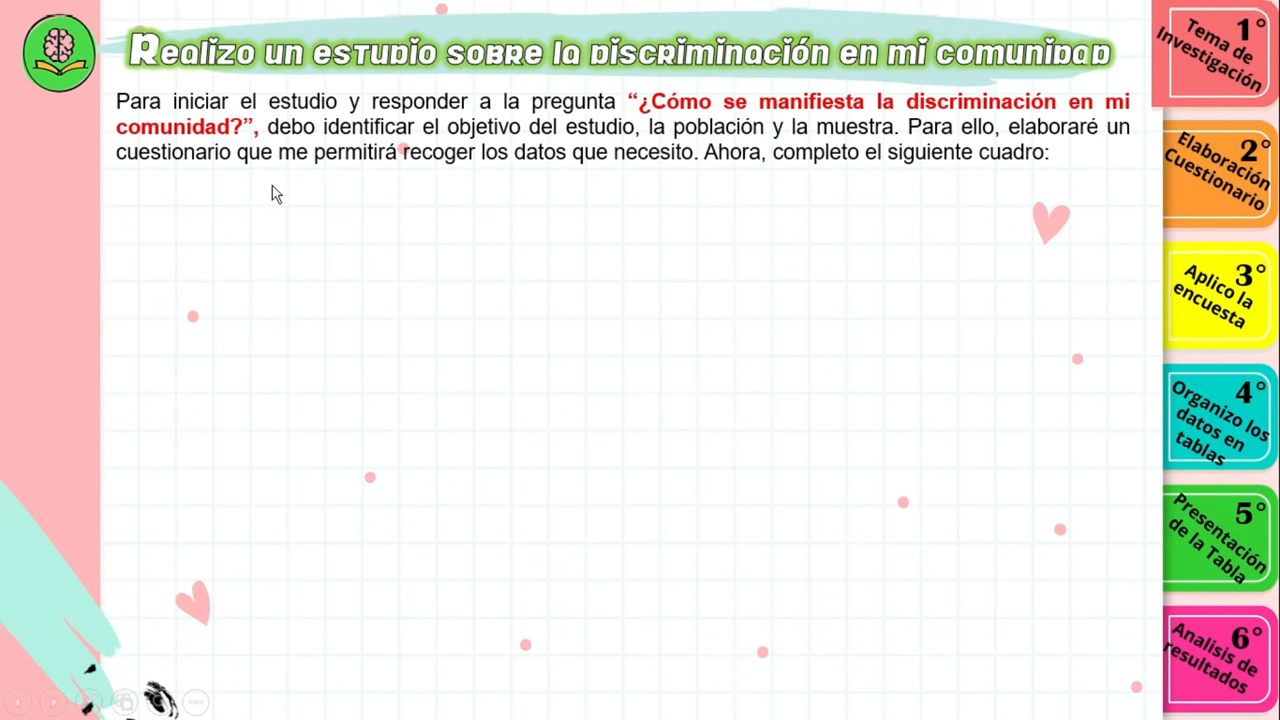 Realizo un estudio sobre la discriminación en mi comunidad
Para iniciar el estudio y responder a la pregunta “¿Cómo se manifiesta la discriminación en mi
comunidad?”, debo identificar el objetivo del estudio, la población y la muestra. Para ello, elaboraré un
cuestionario que me permitirá recoger los datos que necesito. Ahora, completo el siguiente cuadro:
1°
Tema de
Investigación
2°
Elaboración
Cuestionario
3°
Aplico la
encuesta
4°
Organizo los
datos en
tablas
5°
Presentación
de la Tabla
6°
Analisis de
resultados